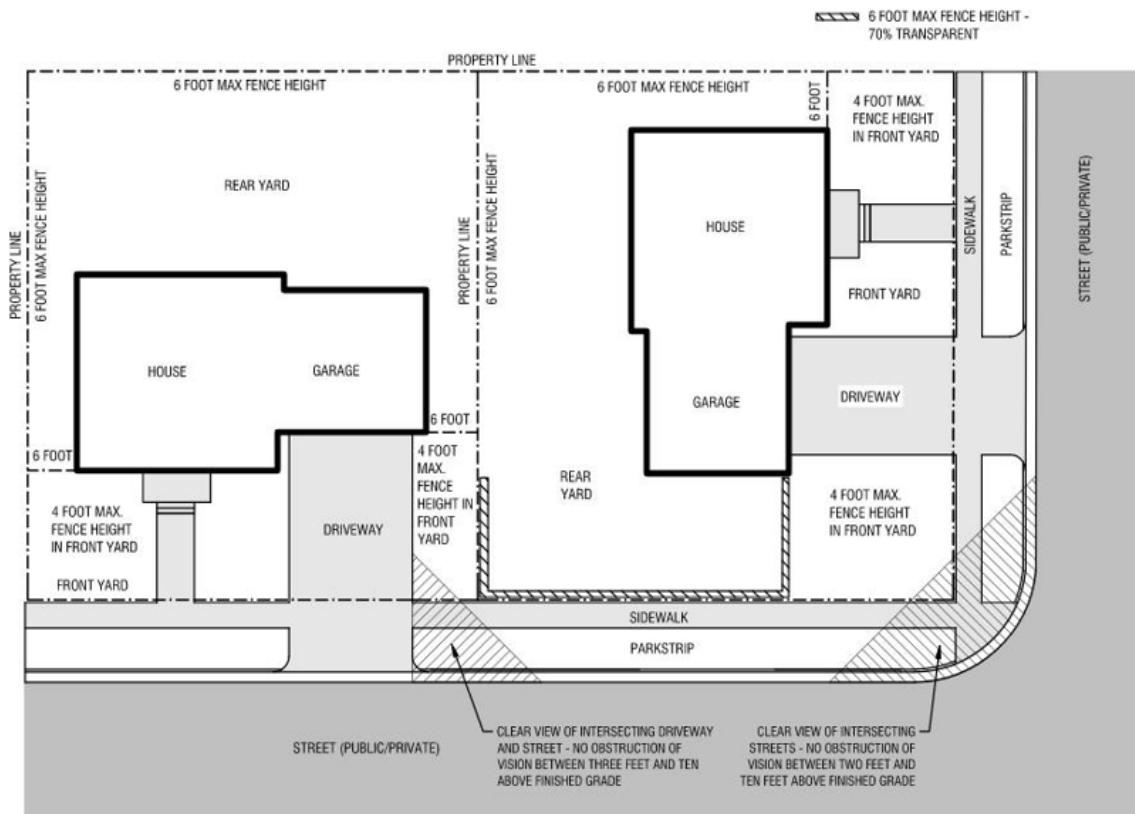 6 FOOT MAX FENCE HEIGHT -
70% TRANSPARENT
PROPERTY LINE
6 FOOT MAX FENCE HEIGHT
6 FOOT MAX FENCE HEIGHT
6 FOOT
4 FOOT MAX.
FENCE HEIGHT
IN FRONT YARD
PROPERTY LINE
6 FOOT MAX FENCE HEIGHT
REAR YARD
PROPERTY LINE
6 FOOT MAX FENCE HEIGHT
HOUSE
SIDEWALK
PARKSTRIP
STREET (PUBLIC/PRIVATE)
FRONT YARD
HOUSE
GARAGE
GARAGE
DRIVEWAY
6 FOOT
6 FOOT
4 FOOT
MAX.
FENCE
HEIGHT IN
FRONT
YARD
REAR
YARD
4 FOOT MAX.
FENCE HEIGHT
IN FRONT YARD
4 FOOT MAX.
FENCE HEIGHT
IN FRONT YARD
FRONT YARD
DRIVEWAY
SIDEWALK
PARKSTRIP
STREET (PUBLIC/PRIVATE)
CLEAR VIEW OF INTERSECTING DRIVEWAY
AND STREET - NO OBSTRUCTION OF
VISION BETWEEN THREE FEET AND TEN
ABOVE FINISHED GRADE
CLEAR VIEW OF INTERSECTING
STREETS - NO OBSTRUCTION OF
VISION BETWEEN TWO FEET AND
TEN FEET ABOVE FINISHED GRADE